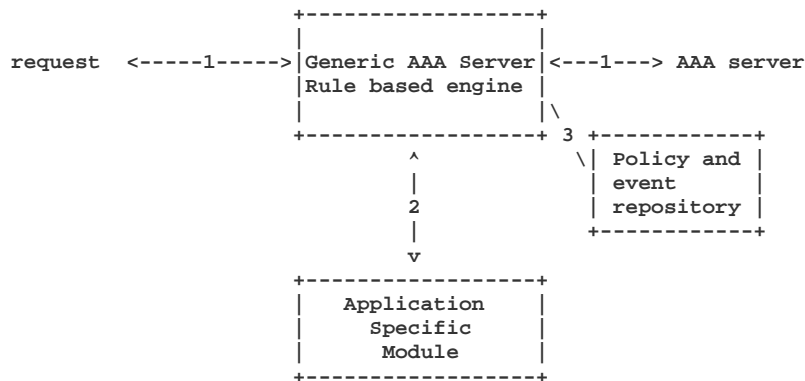 request <-----1-----> Generic AAA Server <---1---> AAA server
Rule based engine
3
Policy and
event
repository
2
Application
Specific
Module